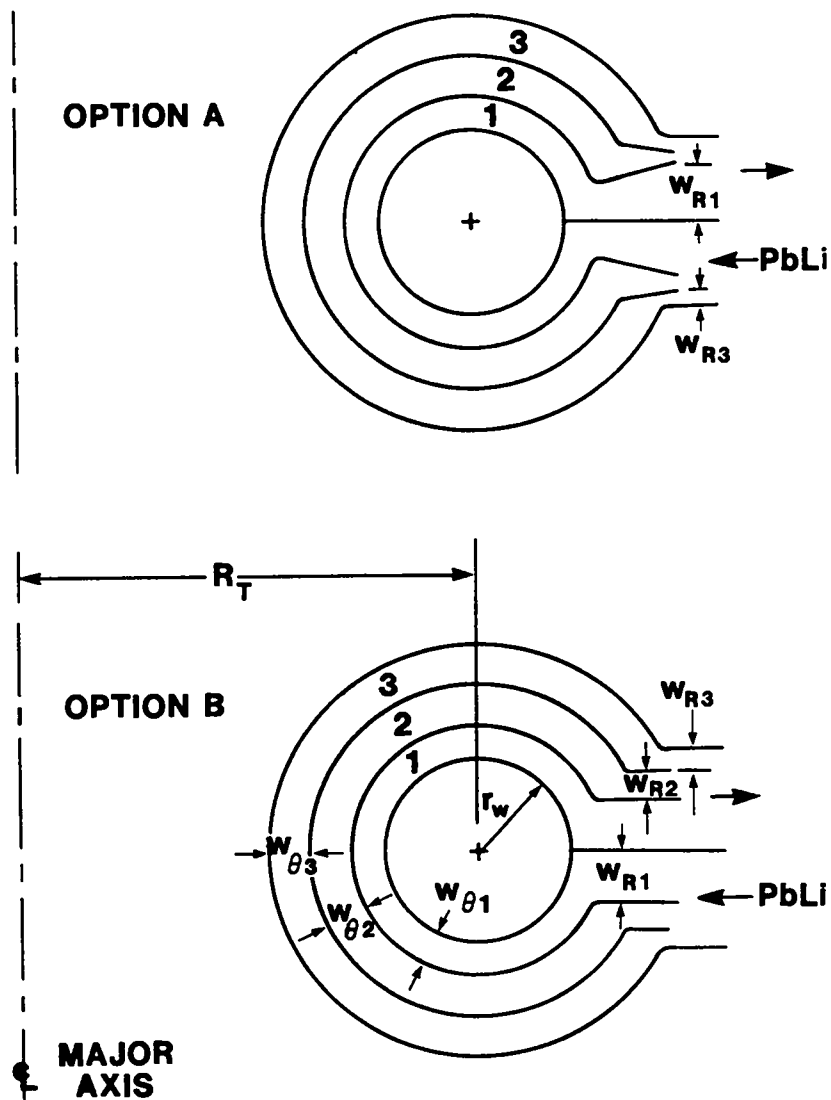 3
2
OPTION A
1
W_R1
PbLi
W_R3
R_T
OPTION B
3
W_R3
2
1
W_R2
r_w
W_θ3
W_R1
W_θ1
W_θ2
PbLi
MAJOR
AXIS